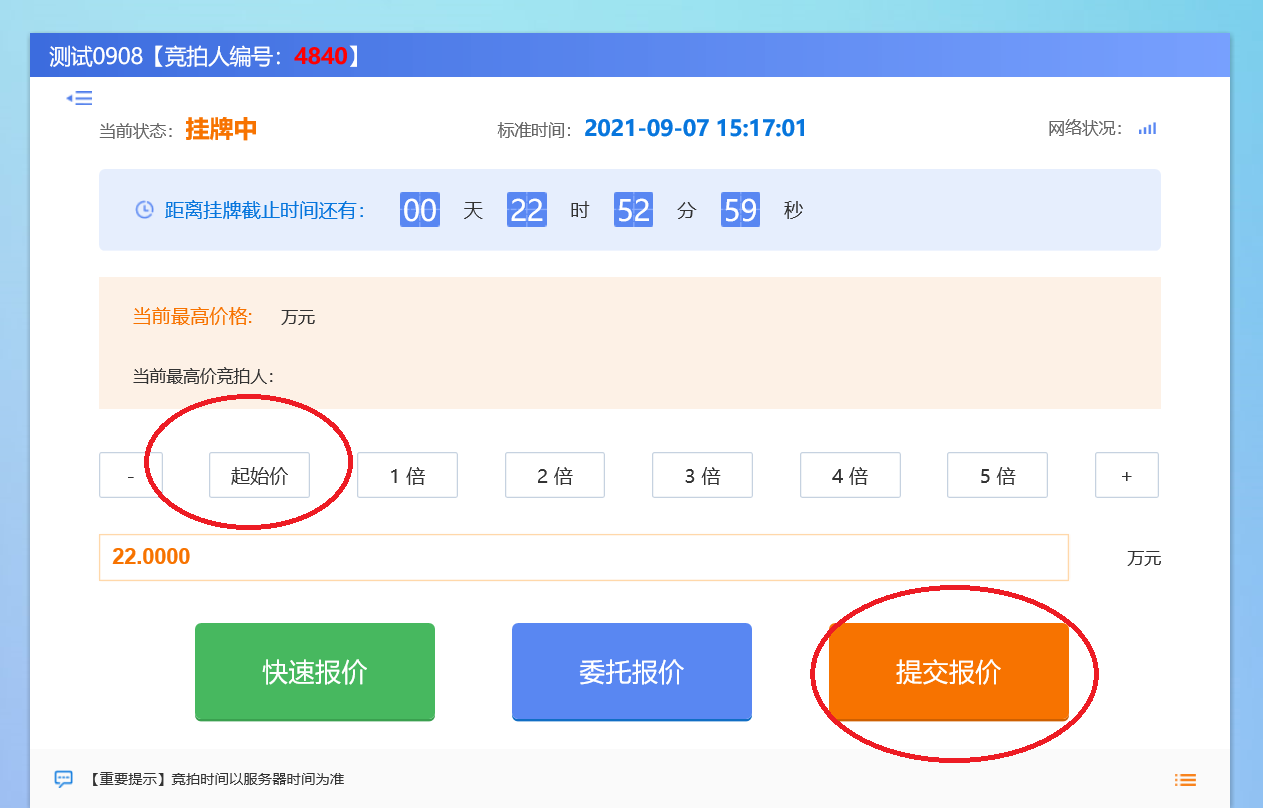 测试0908【竞拍人编号：4840】
当前状态： 挂牌中 标准时间： 2021-09-07 15:17:01 网络状况：
距离挂牌截止时间还有： 00 天 22 时 52 分 59 秒
当前最高价格: 万元
当前最高价竞拍人：
- 起始价 1 倍 2 倍 3 倍 4 倍 5 倍 +
22.0000 万元
快速报价 委托报价 提交报价
【重要提示】竞拍时间以服务器时间为准